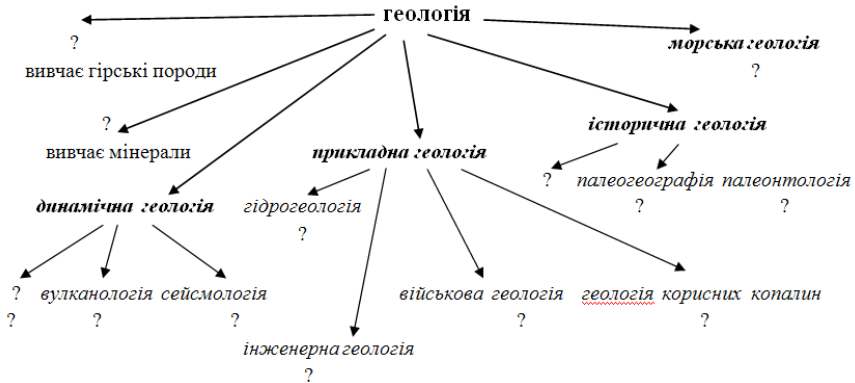 геологія
?
вивчає гірські породи
морська геологія
?
?
вивчає мінерали
прикладна геологія
історична геологія
? палеогеографія палеонтологія
? ?
динамічна геологія
гідрогеологія
?
? вулканологія сейсмологія
? ? ?
військова геологія геологія корисних копалин
? ?
інженерна геологія
?